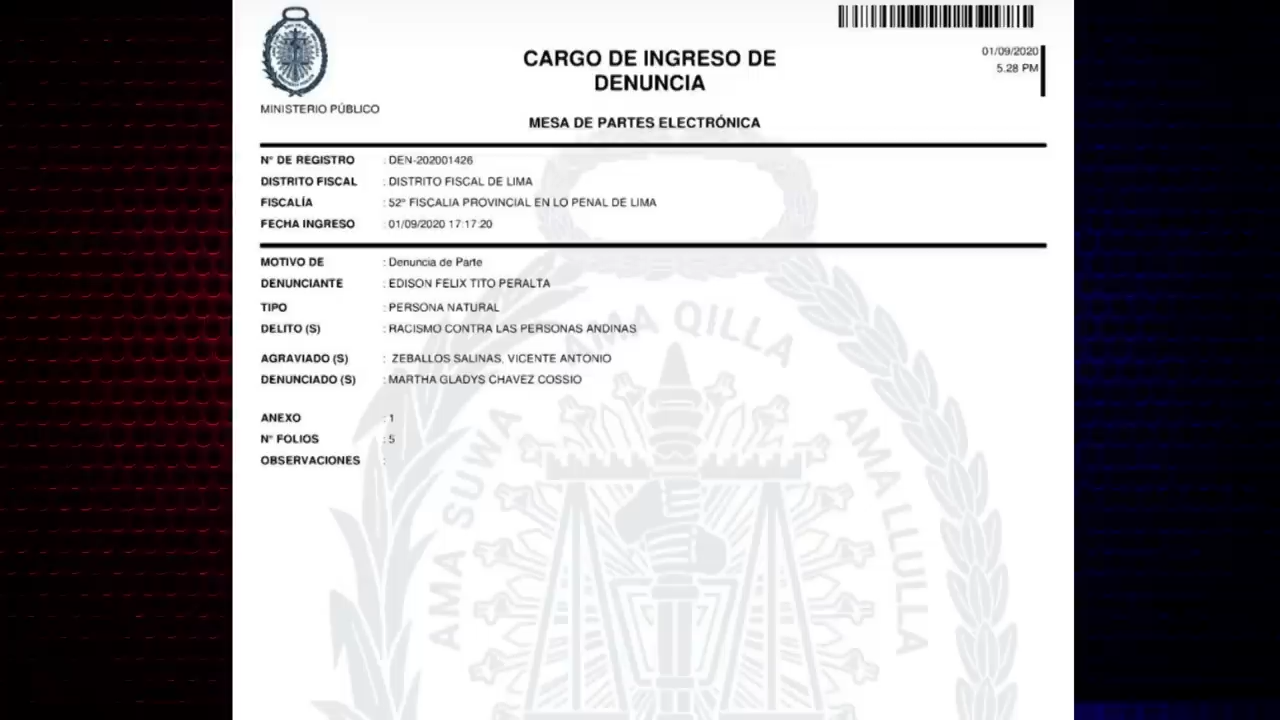 CARGO DE INGRESO DE
DENUNCIA
01/09/2020
5.28 PM
MINISTERIO PÚBLICO
MESA DE PARTES ELECTRÓNICA
N° DE REGISTRO : DEN-202001426
DISTRITO FISCAL : DISTRITO FISCAL DE LIMA
FISCALÍA : 52° FISCALIA PROVINCIAL EN LO PENAL DE LIMA
FECHA INGRESO : 01/09/2020 17:17:20
MOTIVO DE : Denuncia de Parte
DENUNCIANTE : EDISON FELIX TITO PERALTA
TIPO : PERSONA NATURAL
DELITO (S) : RACISMO CONTRA LAS PERSONAS ANDINAS
AGRAVIADO (S) : ZEBALLOS SALINAS, VICENTE ANTONIO
DENUNCIADO (S) : MARTHA GLADYS CHAVEZ COSSIO
ANEXO : 1
N° FOLIOS : 5
OBSERVACIONES :
AMA SUWA AMA QILLA AMA LLULLA